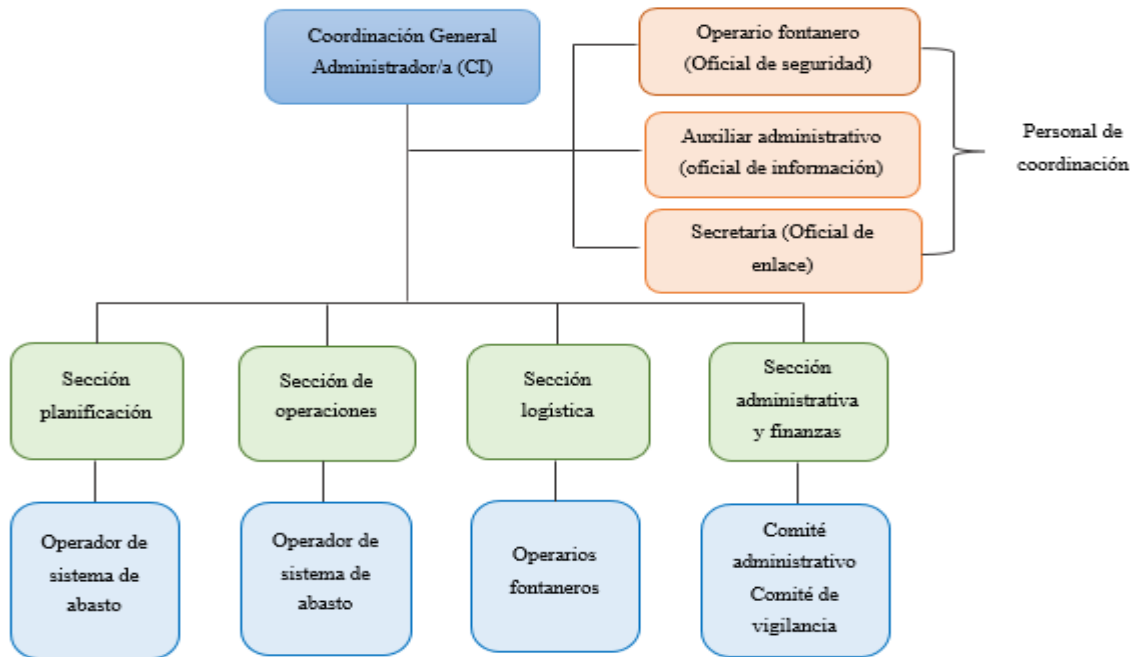 Coordinación General
Administrador/a (CI)
Operario fontanero
(Oficial de seguridad)
Auxiliar administrativo
(oficial de información)
Secretaría (Oficial de
enlace)
Personal de
coordinación
Sección
planificación
Sección de
operaciones
Sección
logística
Sección
administrativa
y finanzas
Operador de
sistema de
abasto
Operador de
sistema de
abasto
Operarios
fontaneros
Comité
administrativo
Comité de
vigilancia